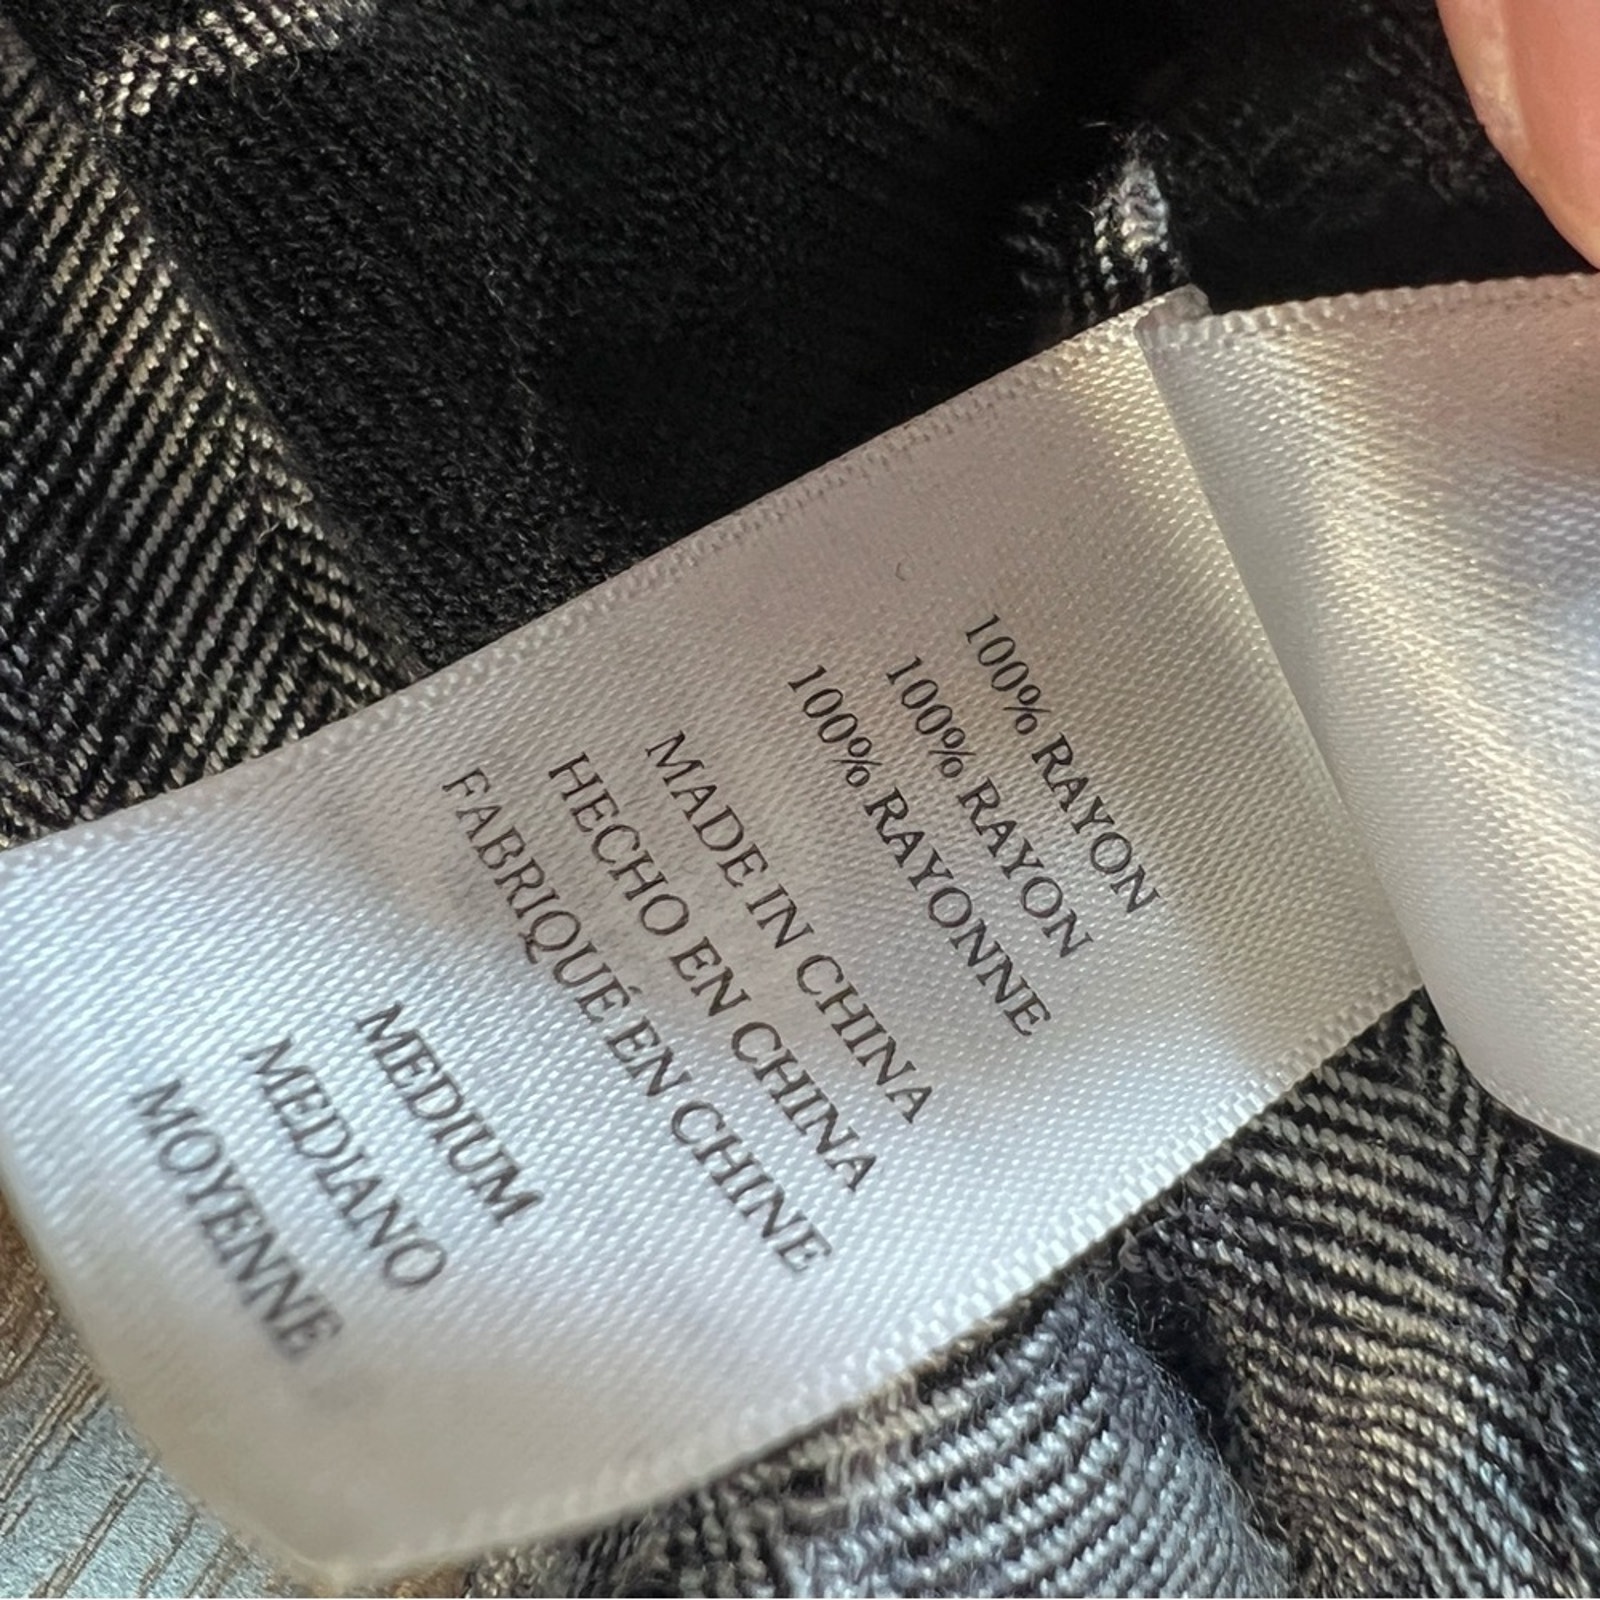 100% RAYON
100% RAYON
100% RAYONNE
MADE IN CHINA
HECHO EN CHINA
FABRIQUÉ EN CHINE
MEDIUM
MEDIANO
MOYENNE